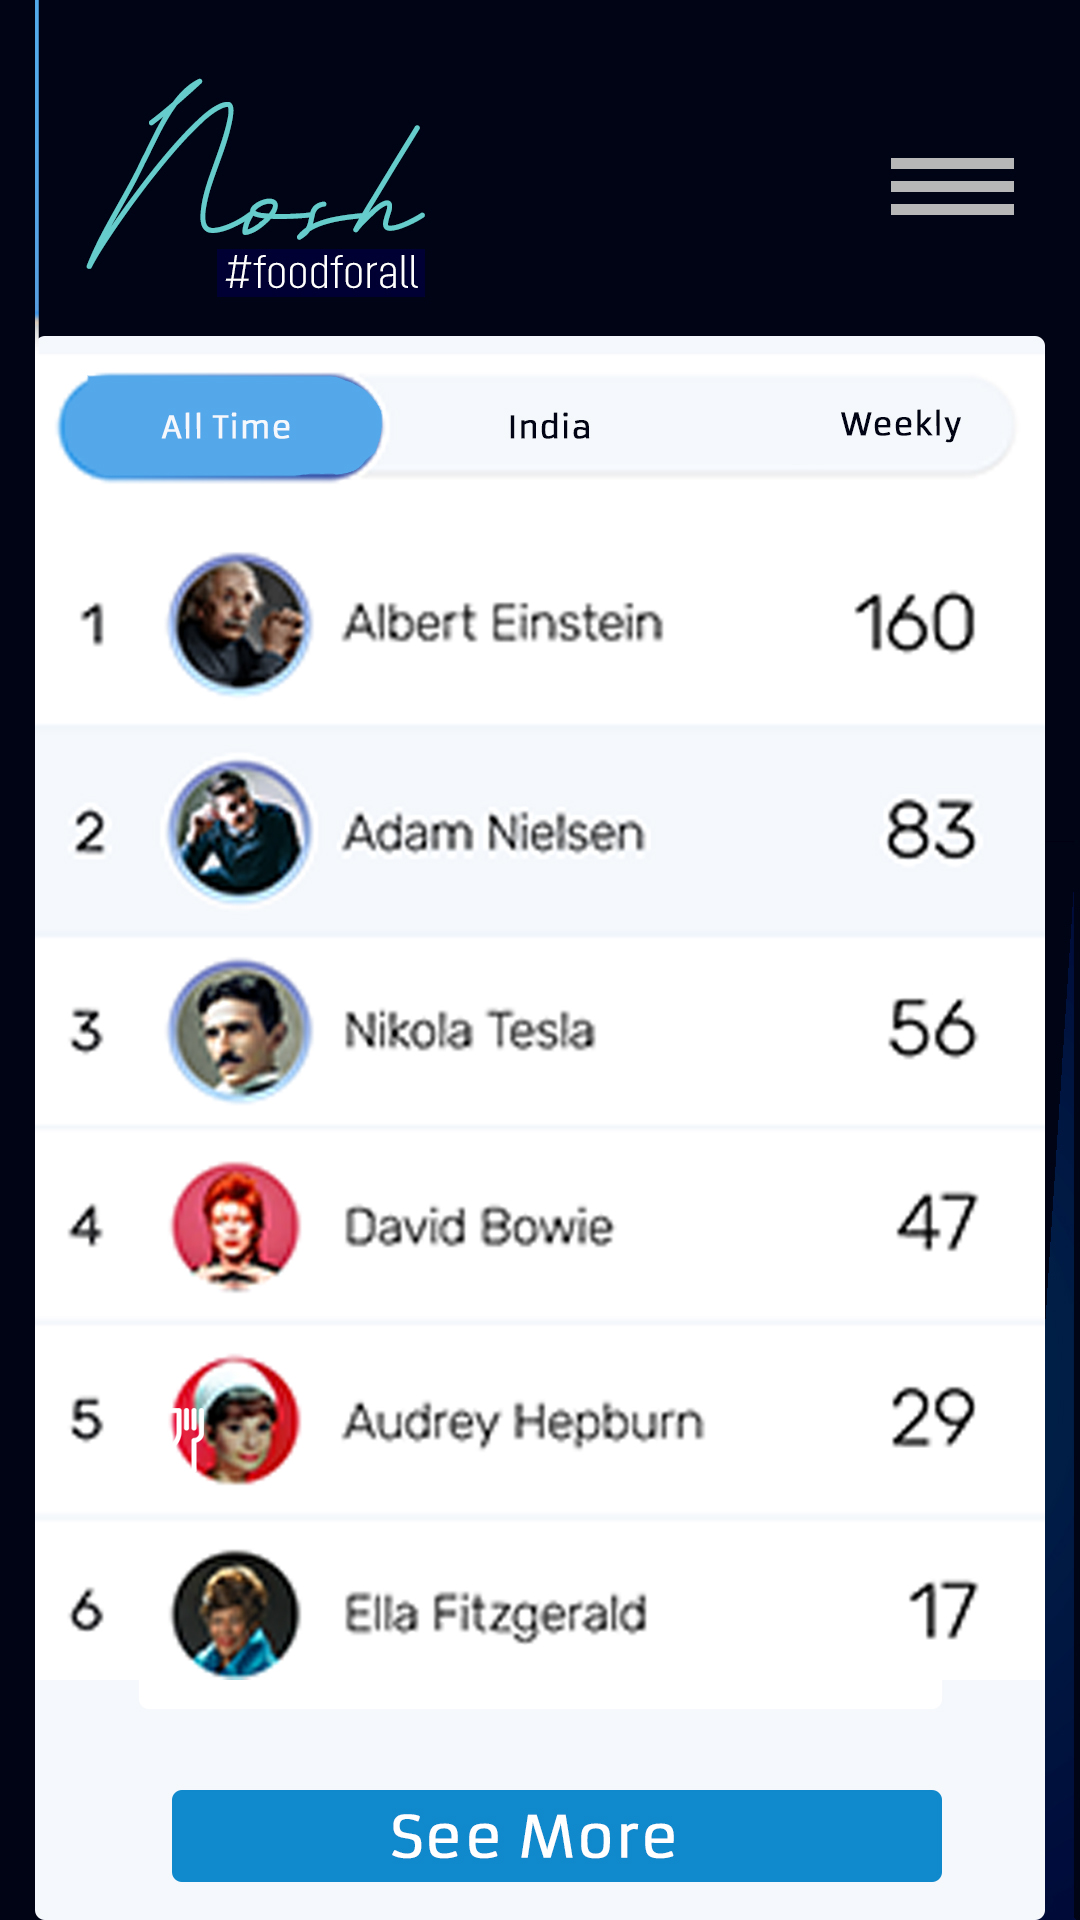 Nosh
#foodforall
All Time India Weekly
1 Albert Einstein 160
2 Adam Nielsen 83
3 Nikola Tesla 56
4 David Bowie 47
5 Audrey Hepburn 29
6 Ella Fitzgerald 17
See More